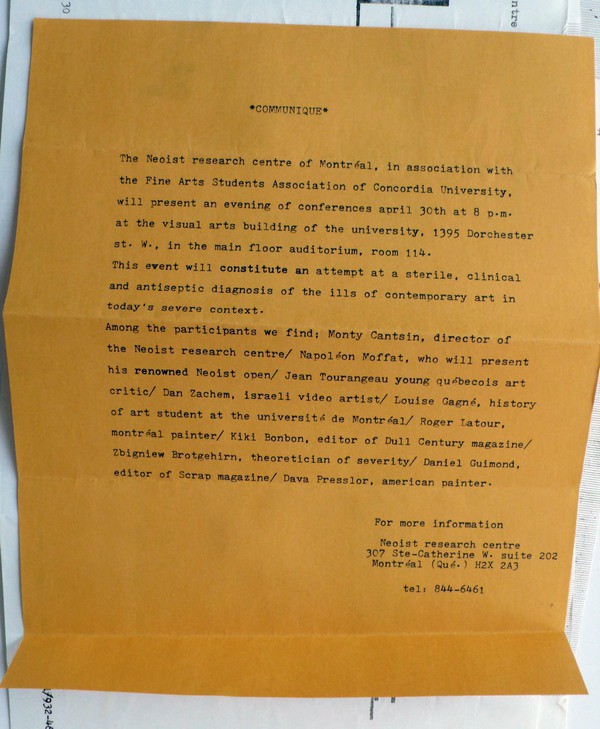 30
ntre
*COMMUNIQUE*
The Neoist research centre of Montréal, in association with
the Fine Arts Students Association of Concordia University,
will present an evening of conferences april 30th at 8 p.m.
at the visual arts building of the university, 1395 Dorchester
st. W., in the main floor auditorium, room 114.
This event will constitute an attempt at a sterile, clinical
and antiseptic diagnosis of the ills of contemporary art in
today's severe context.
Among the participants we find: Monty Cantsin, director of
the Neoist research centre/ Napoléon Moffat, who will present
his renowned Neoist open/ Jean Tourangeau young québecois art
critic/ Dan Zachem, israeli video artist/ Louise Gagné, history
of art student at the université de Montréal/ Roger Latour,
montréal painter/ Kiki Bonbon, editor of Dull Century magazine/
Zbigniew Brotgehirn, theoretician of severity/ Daniel Guimond,
editor of Scrap magazine/ Dava Presslor, american painter.
For more information
Neoist research centre
307 Ste-Catherine W. suite 202
Montréal (Qué.) H2X 2A3
tel: 844-6461